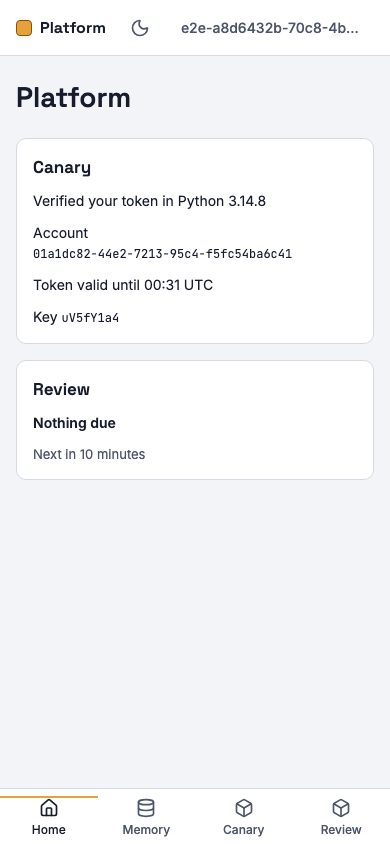 Platform
e2e-a8d6432b-70c8-4b...
Platform
Canary
Verified your token in Python 3.14.8
Account
01a1dc82-44e2-7213-95c4-f5fc54ba6c41
Token valid until 00:31 UTC
Key uV5fY1a4
Review
Nothing due
Next in 10 minutes
Home
Memory
Canary
Review